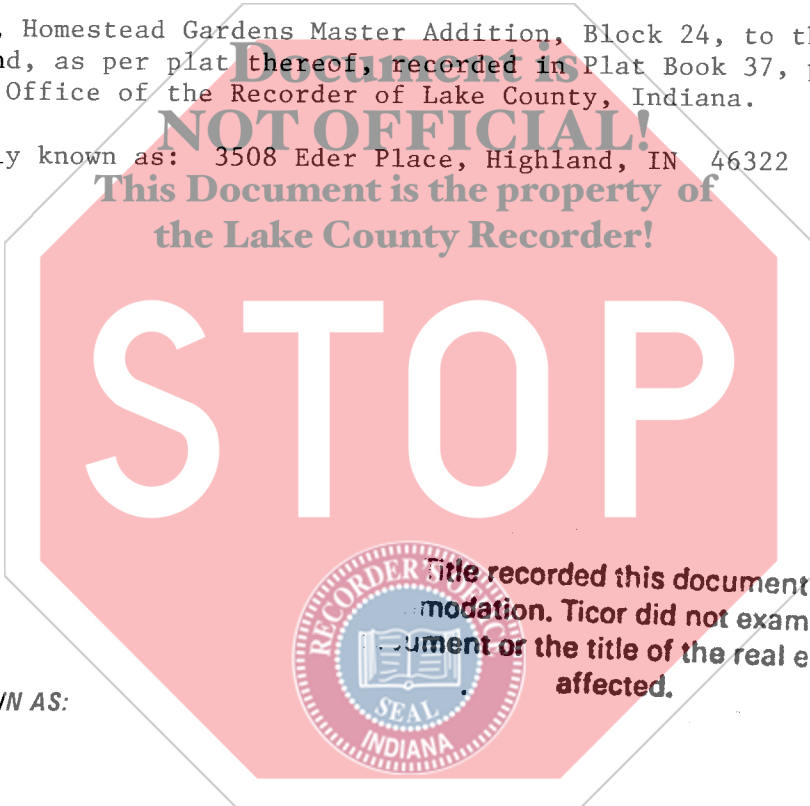 , Homestead Gardens Master Addition, Block 24, to th
nd, as per plat thereof, recorded in Plat Book 37, p
Office of the Recorder of Lake County, Indiana.
ly known as: 3508 Eder Place, Highland, IN 46322
Document is
NOT OFFICIAL!
This Document is the property of
the Lake County Recorder!
STOP
Title recorded this document
modation. Ticor did not exam
ument or the title of the real e
affected.
RECORDER'S OFFICE
SEAL
INDIANA
N AS: